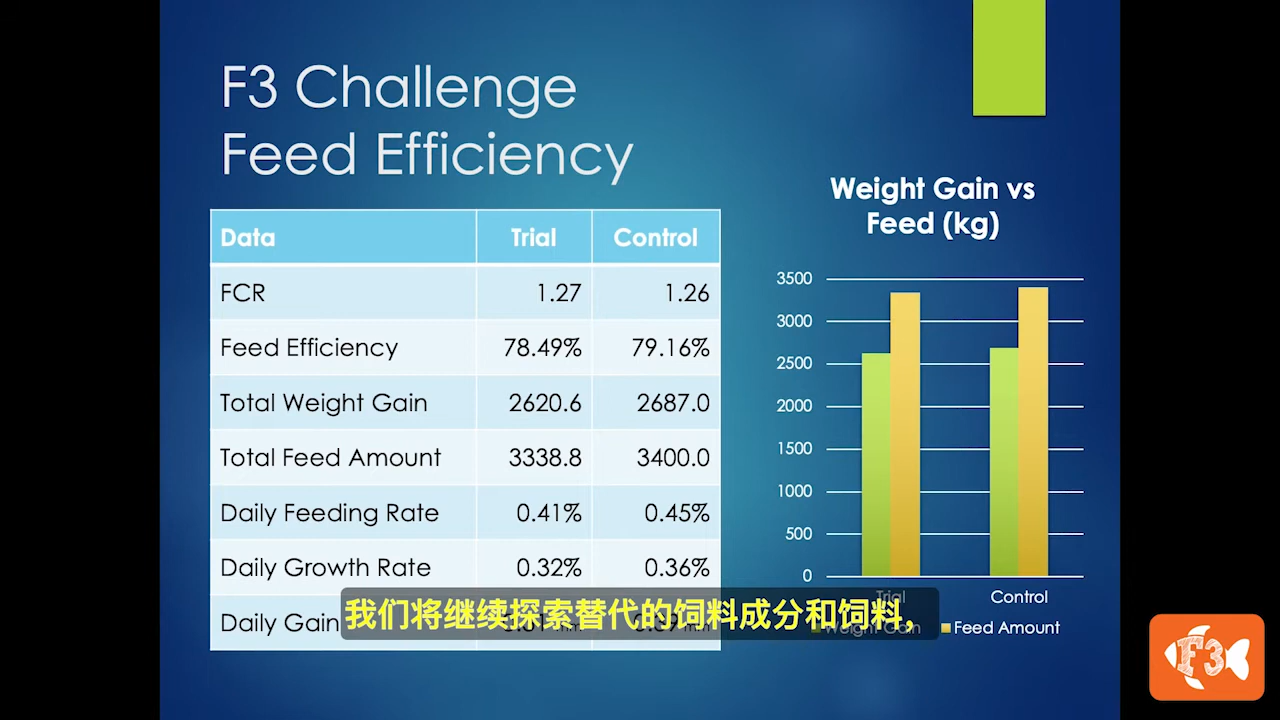 F3 Challenge
Feed Efficiency
Data Trial Control
FCR 1.27 1.26
Feed Efficiency 78.49% 79.16%
Total Weight Gain 2620.6 2687.0
Total Feed Amount 3338.8 3400.0
Daily Feeding Rate 0.41% 0.45%
Daily Growth Rate 0.32% 0.36%
Daily Gain
Weight Gain vs
Feed (kg)
3500
3000
2500
2000
1500
1000
500
0
Trial Control
Weight Gain Feed Amount
我们将继续探索替代的饲料成分和饲料,
F3